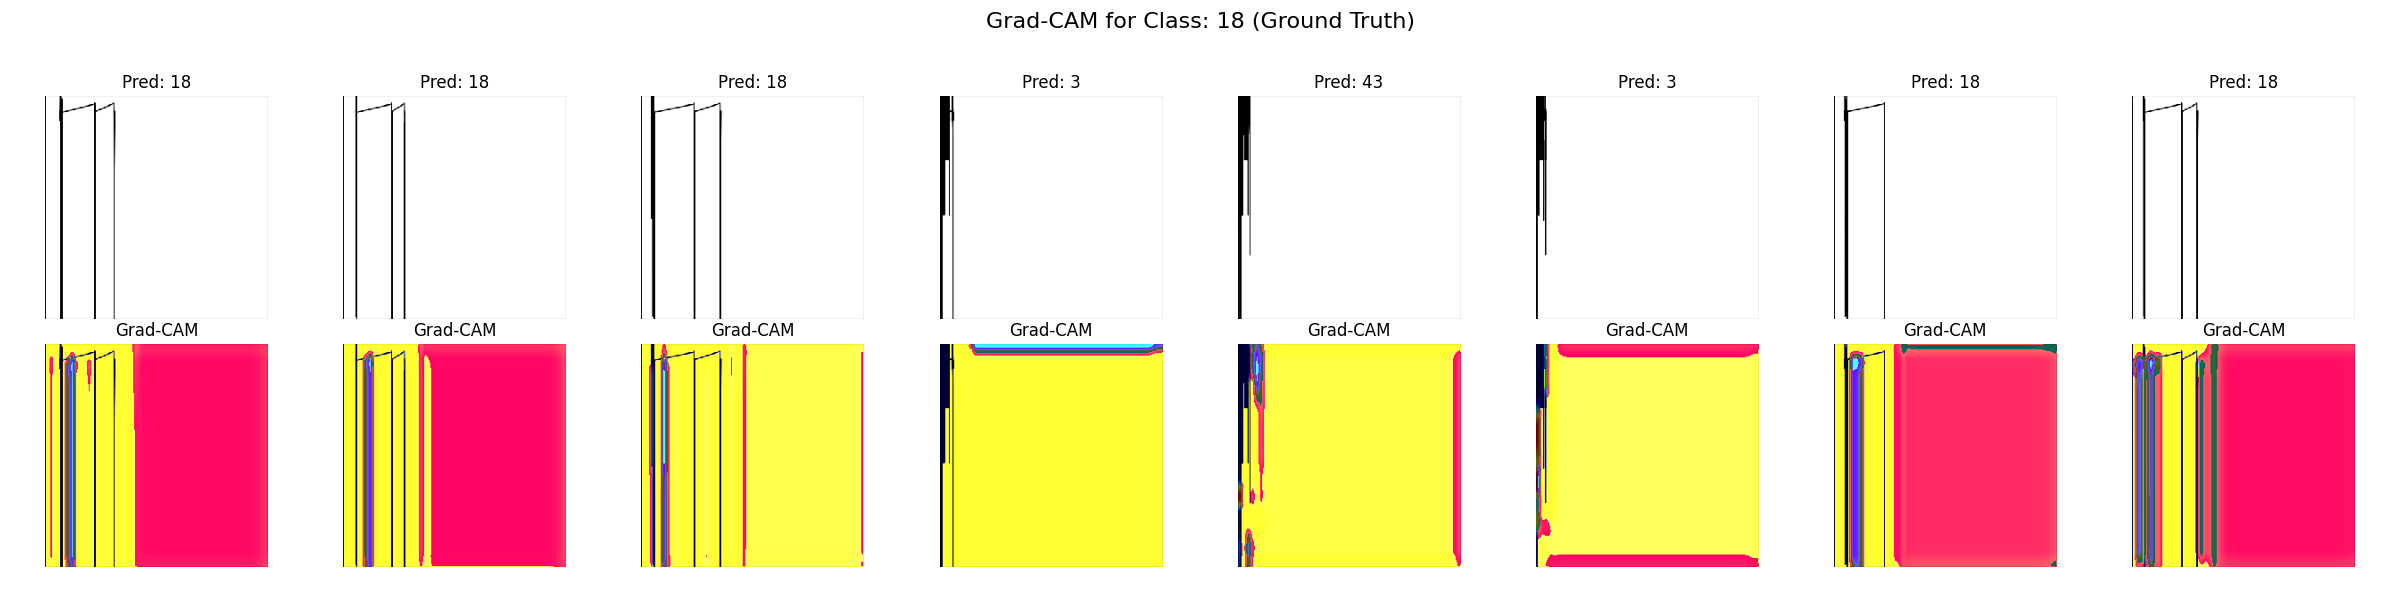 Grad-CAM for Class: 18 (Ground Truth)
Pred: 18 Pred: 18 Pred: 18 Pred: 3 Pred: 43 Pred: 3 Pred: 18 Pred: 18
Grad-CAM Grad-CAM Grad-CAM Grad-CAM Grad-CAM Grad-CAM Grad-CAM Grad-CAM